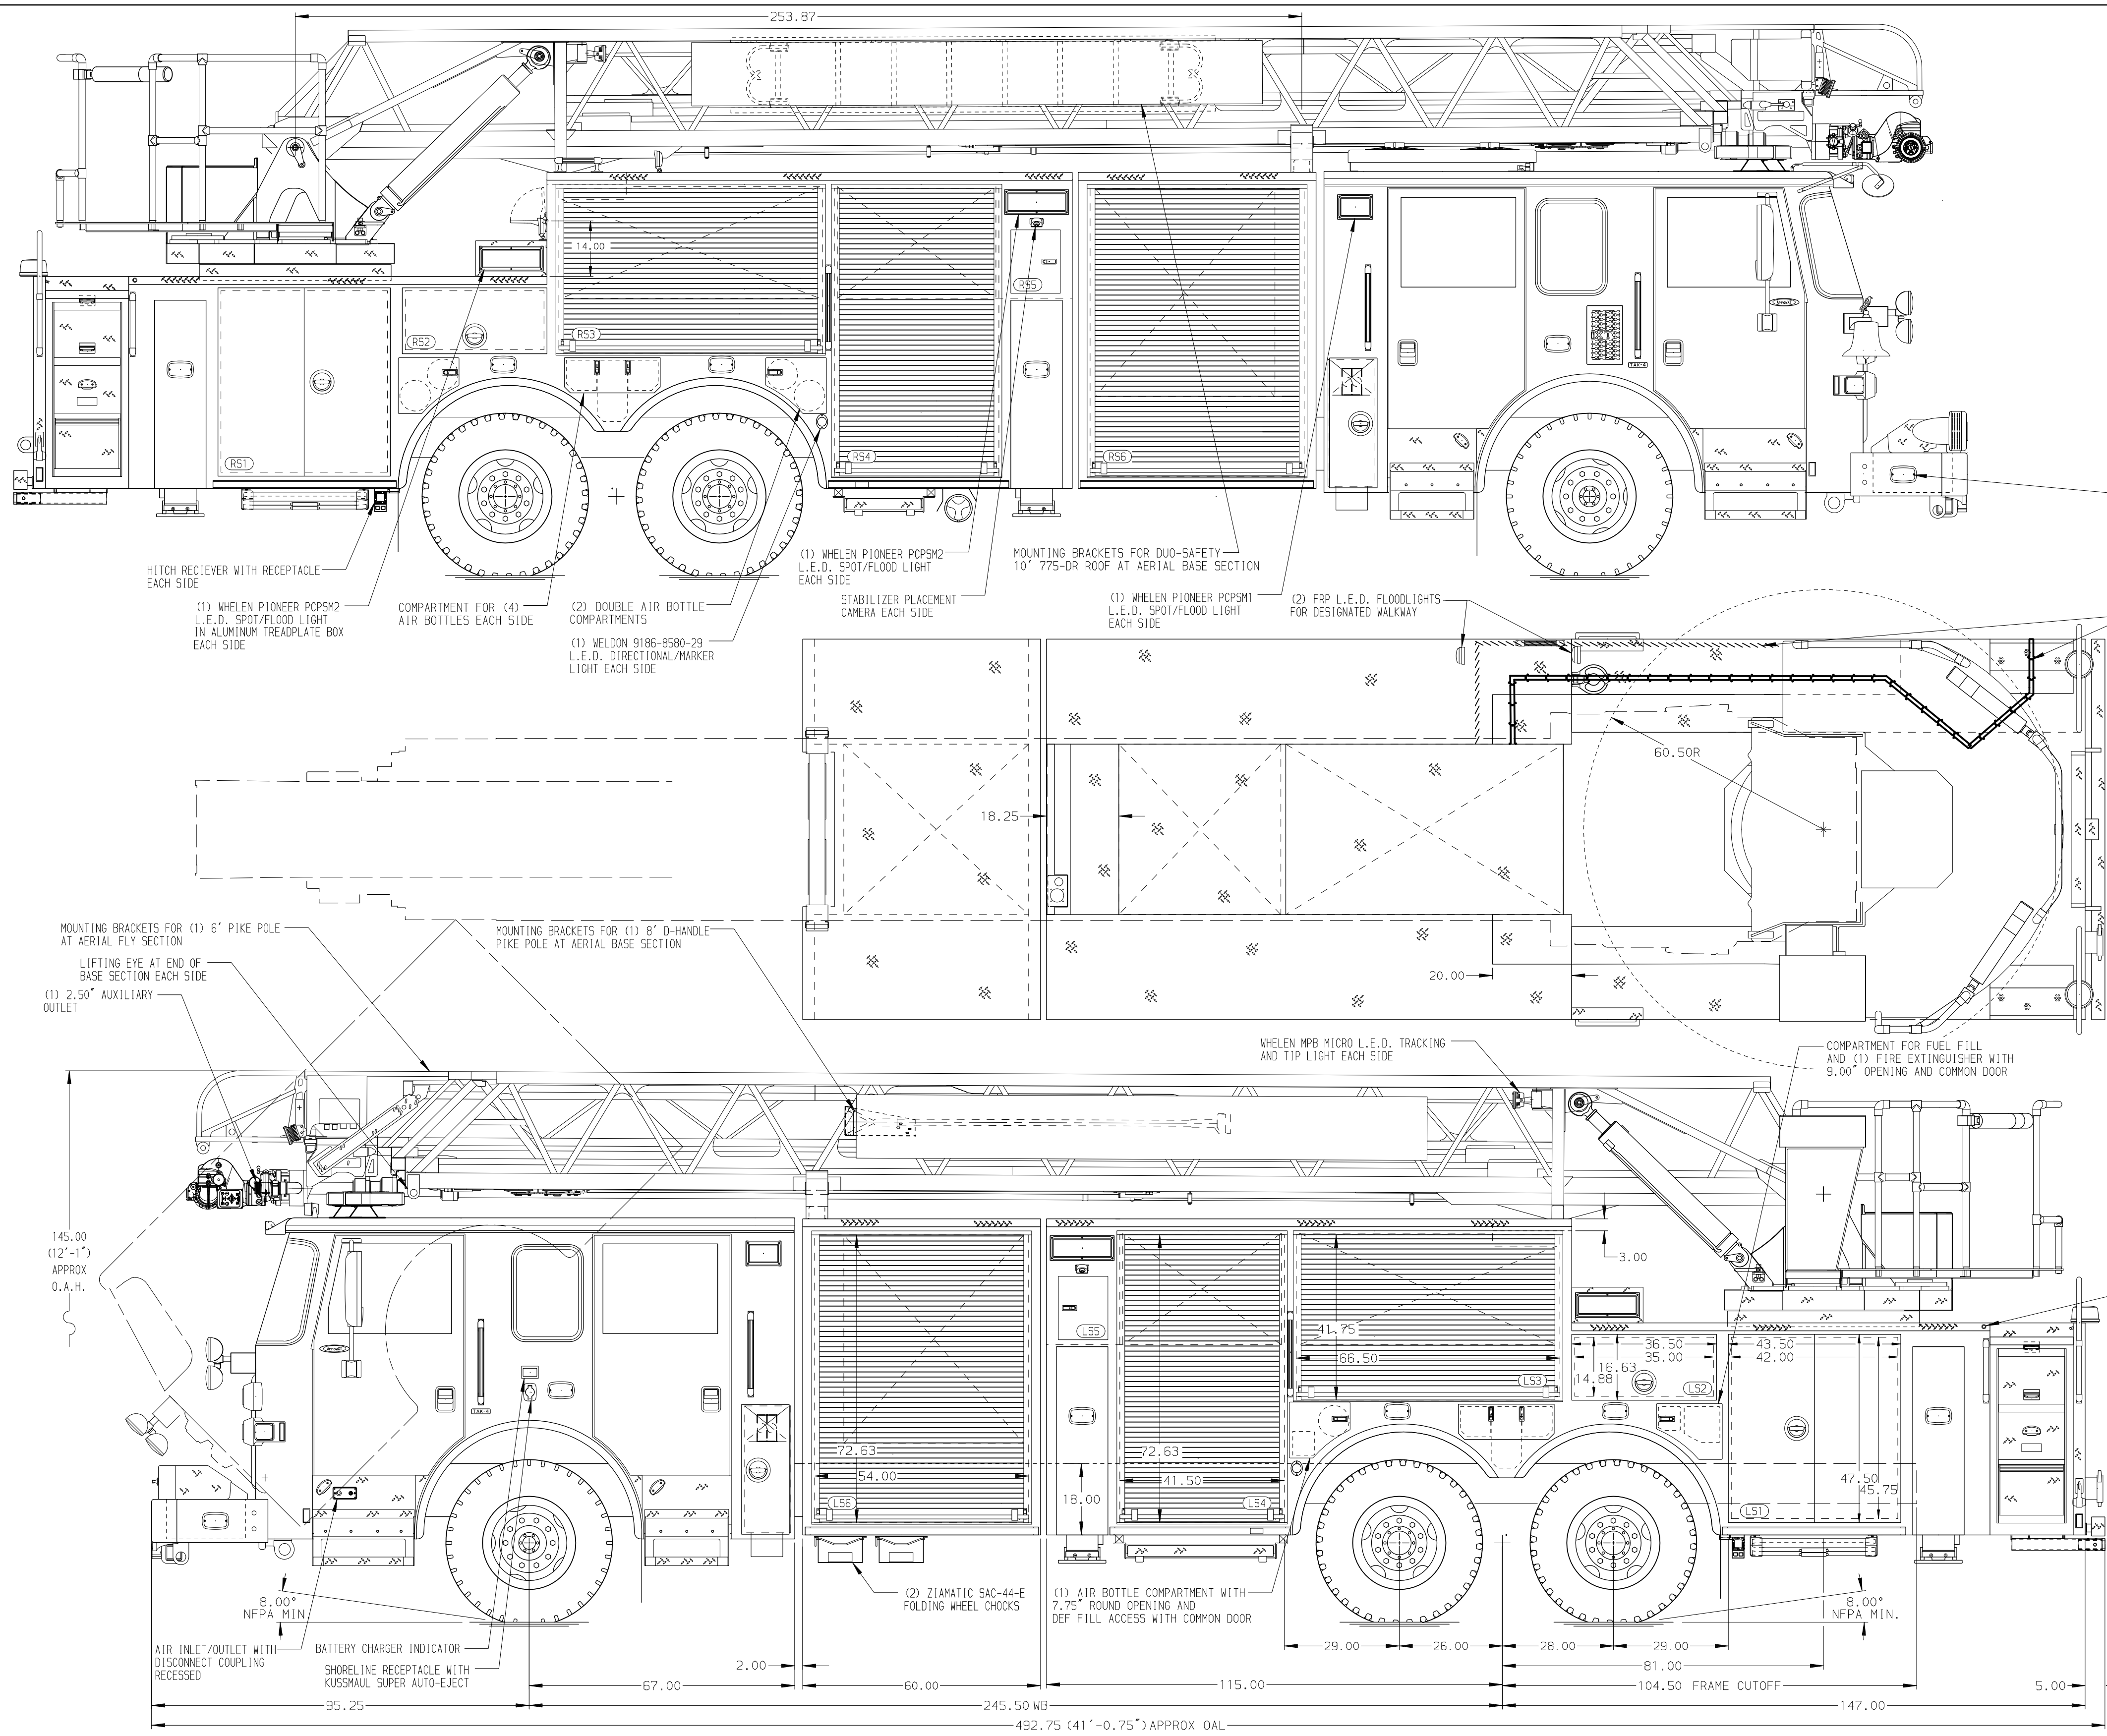 253.87
14.00
RS1
RS2
RS3
RS4
RS5
RS6
TAK-4
HITCH RECIEVER WITH RECEPTACLE
EACH SIDE
(1) WHELEN PIONEER PCPSM2
L.E.D. SPOT/FLOOD LIGHT
IN ALUMINUM TREADPLATE BOX
EACH SIDE
COMPARTMENT FOR (4)
AIR BOTTLES EACH SIDE
(2) DOUBLE AIR BOTTLE
COMPARTMENTS
(1) WELDON 9186-8580-29
L.E.D. DIRECTIONAL/MARKER
LIGHT EACH SIDE
(1) WHELEN PIONEER PCPSM2
L.E.D. SPOT/FLOOD LIGHT
EACH SIDE
STABILIZER PLACEMENT
CAMERA EACH SIDE
MOUNTING BRACKETS FOR DUO-SAFETY
10' 775-DR ROOF AT AERIAL BASE SECTION
(1) WHELEN PIONEER PCPSM1
L.E.D. SPOT/FLOOD LIGHT
EACH SIDE
(2) FRP L.E.D. FLOODLIGHTS
FOR DESIGNATED WALKWAY
60.50R
18.25
20.00
MOUNTING BRACKETS FOR (1) 6' PIKE POLE
AT AERIAL FLY SECTION
LIFTING EYE AT END OF
BASE SECTION EACH SIDE
(1) 2.50" AUXILIARY
OUTLET
MOUNTING BRACKETS FOR (1) 8' D-HANDLE
PIKE POLE AT AERIAL BASE SECTION
WHELEN MPB MICRO L.E.D. TRACKING
AND TIP LIGHT EACH SIDE
COMPARTMENT FOR FUEL FILL
AND (1) FIRE EXTINGUISHER WITH
9.00" OPENING AND COMMON DOOR
145.00
(12'-1")
APPROX
O.A.H.
3.00
TAK-4
72.63
54.00
LS6
LS5
72.63
41.50
LS4
18.00
41.75
66.50
LS3
36.50
35.00
16.63
14.88
LS2
43.50
42.00
47.50
45.75
LS1
8.00°
NFPA MIN.
AIR INLET/OUTLET WITH
DISCONNECT COUPLING
RECESSED
BATTERY CHARGER INDICATOR
SHORELINE RECEPTACLE WITH
KUSSMAUL SUPER AUTO-EJECT
(2) ZIAMATIC SAC-44-E
FOLDING WHEEL CHOCKS
(1) AIR BOTTLE COMPARTMENT WITH
7.75" ROUND OPENING AND
DEF FILL ACCESS WITH COMMON DOOR
8.00°
NFPA MIN.
29.00
26.00
28.00
29.00
2.00
81.00
67.00
60.00
115.00
104.50 FRAME CUTOFF
5.00
95.25
245.50 WB
147.00
492.75 (41'-0.75") APPROX OAL